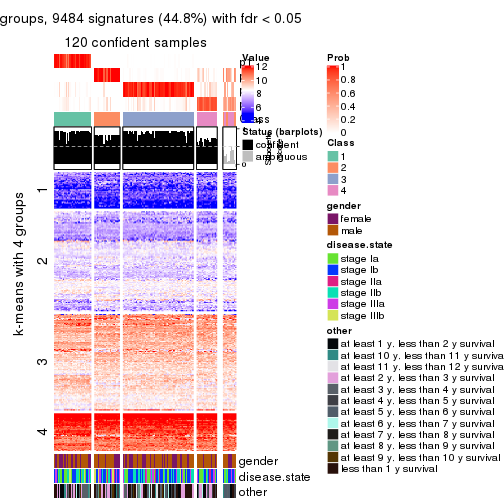 groups, 9484 signatures (44.8%) with fdr < 0.05
120 confident samples
k-means with 4 groups
1
2
3
4
gender
disease.state
other
Value
12
10
8
6
Status (barplots)
confident
ambiguous
0
Prob
1
0.8
0.6
0.4
0.2
0
Class
1
2
3
4
gender
female
male
disease.state
stage Ia
stage Ib
stage IIa
stage IIb
stage IIIa
stage IIIb
other
at least 1 y. less than 2 y survival
at least 10 y. less than 11 y survival
at least 11 y. less than 12 y survival
at least 2 y. less than 3 y survival
at least 3 y. less than 4 y survival
at least 4 y. less than 5 y survival
at least 5 y. less than 6 y survival
at least 6 y. less than 7 y survival
at least 7 y. less than 8 y survival
at least 8 y. less than 9 y survival
at least 9 y. less than 10 y survival
less than 1 y survival